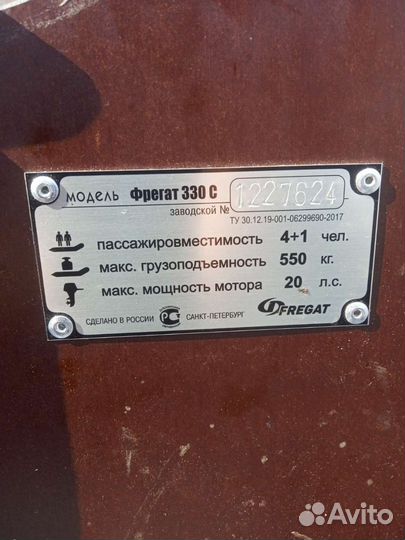 модель Фрегат 330 С
заводской № 1227624
ТУ 30.12.19-001-06299690-2017
пассажировместимость 4+1 чел.
макс. грузоподъемность 550 кг.
макс. мощность мотора 20 л.с.
СДЕЛАНО В РОССИИ РС САНКТ-ПЕТЕРБУРГ FREGAT
Avito